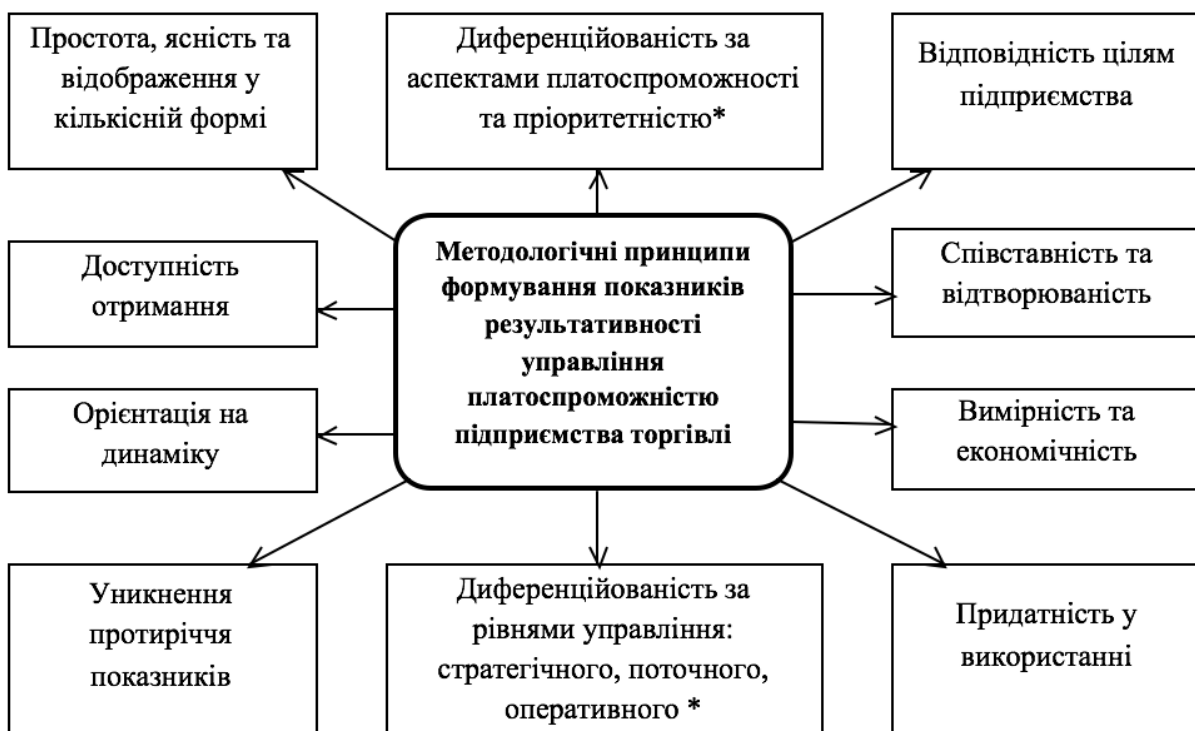 Простота, ясність та
відображення у
кількісній формі
Диференційованість за
аспектами платоспроможності
та пріоритетністю*
Відповідність цілям
підприємства
Доступність
отримання
Методологічні принципи
формування показників
результативності
управління
платоспроможністю
підприємства торгівлі
Співставність та
відтворюваність
Орієнтація на
динаміку
Вимірність та
економічність
Уникнення
протиріччя
показників
Диференційованість за
рівнями управління:
стратегічного, поточного,
оперативного *
Придатність у
використанні